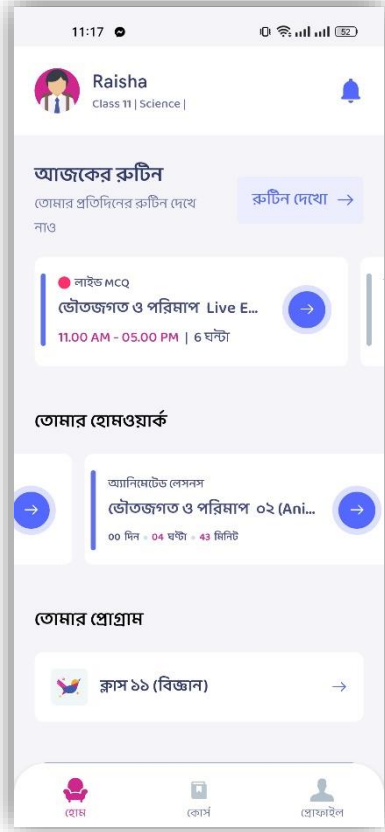 11:17
52
Raisha
Class 11 | Science |
আজকের রুটিন
তোমার প্রতিদিনের রুটিন দেখে
নাও
রুটিন দেখো →
লাইভ MCQ
ভৌতজগত ও পরিমাপ Live E...
11.00 AM - 05.00 PM | 6 ঘন্টা
তোমার হোমওয়ার্ক
অ্যানিমেটেড লেসনস
ভৌতজগত ও পরিমাপ ০২ (Ani...
00 দিন • 04 ঘণ্টা • 43 মিনিট
তোমার প্রোগ্রাম
ক্লাস ১১ (বিজ্ঞান)
হোম
কোর্স
প্রোফাইল